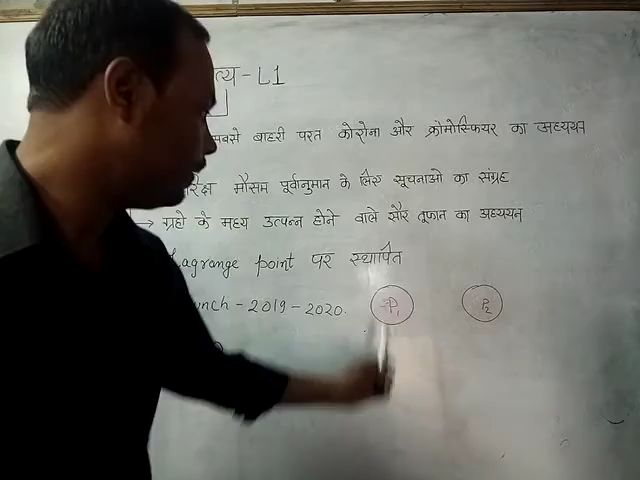 त्य - L1
सबसे बाहरी परत कोरोना और क्रोमोस्फियर का अध्ययन
मौसम पूर्वानुमान के लिए सूचनाओ का संग्रह
→ ग्रहो के मध्य उत्पन्न होने वाले सौर तूफान का अध्ययन
Lagrange point पर स्थापित
unch - 2019 - 2020.
P1
P2